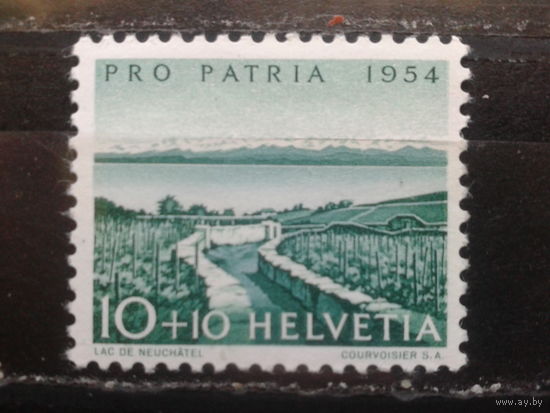 PRO PATRIA 1954
10+10 HELVETIA
LAC DE NEUCHÂTEL COURVOISIER S.A.
www.ay.by